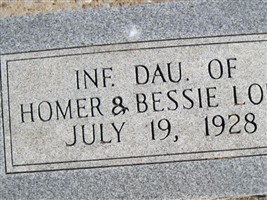 INF. DAU. OF
HOMER & BESSIE
JULY 19, 1928